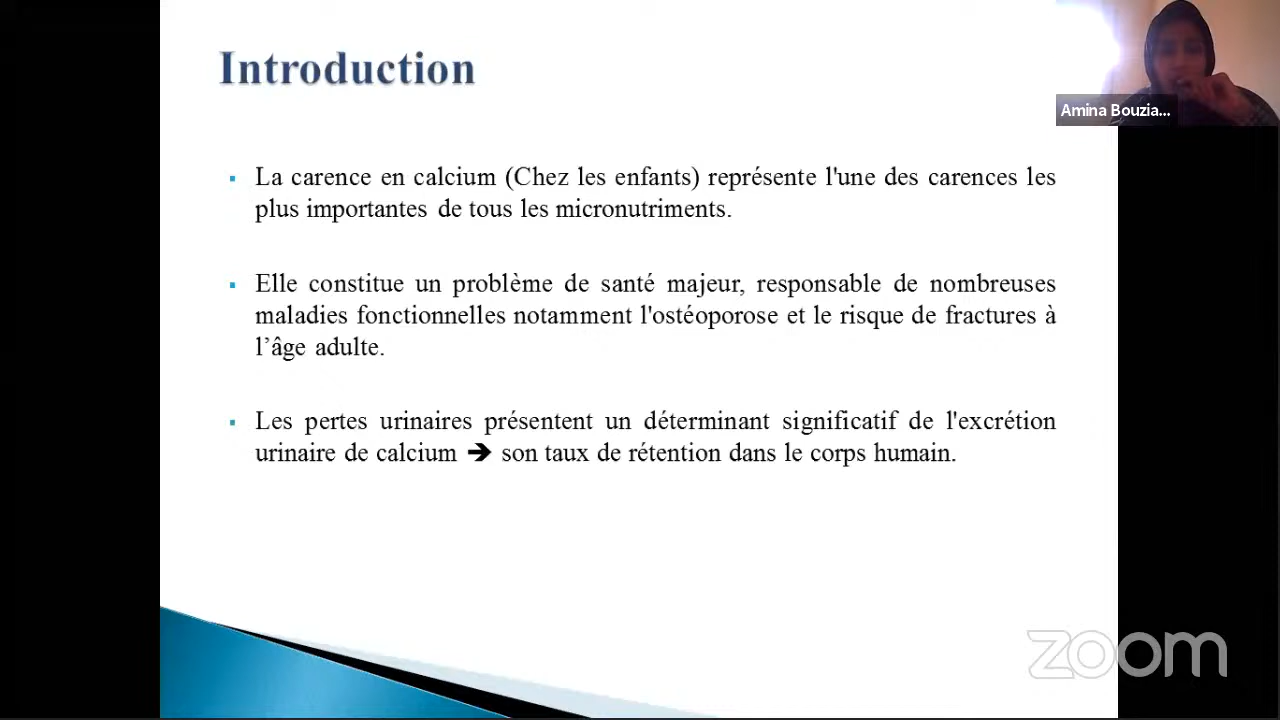 Introduction
Amina Bouzia...
▪ La carence en calcium (Chez les enfants) représente l'une des carences les
plus importantes de tous les micronutriments.
▪ Elle constitue un problème de santé majeur, responsable de nombreuses
maladies fonctionnelles notamment l'ostéoporose et le risque de fractures à
l’âge adulte.
▪ Les pertes urinaires présentent un déterminant significatif de l'excrétion
urinaire de calcium ➔ son taux de rétention dans le corps humain.
zoom